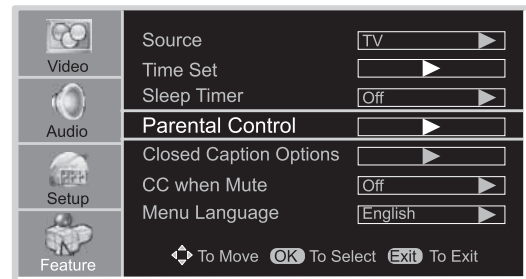 Video
Audio
Setup
Feature
Source TV
Time Set
Sleep Timer Off
Parental Control
Closed Caption Options
CC when Mute Off
Menu Language English
To Move OK To Select Exit To Exit